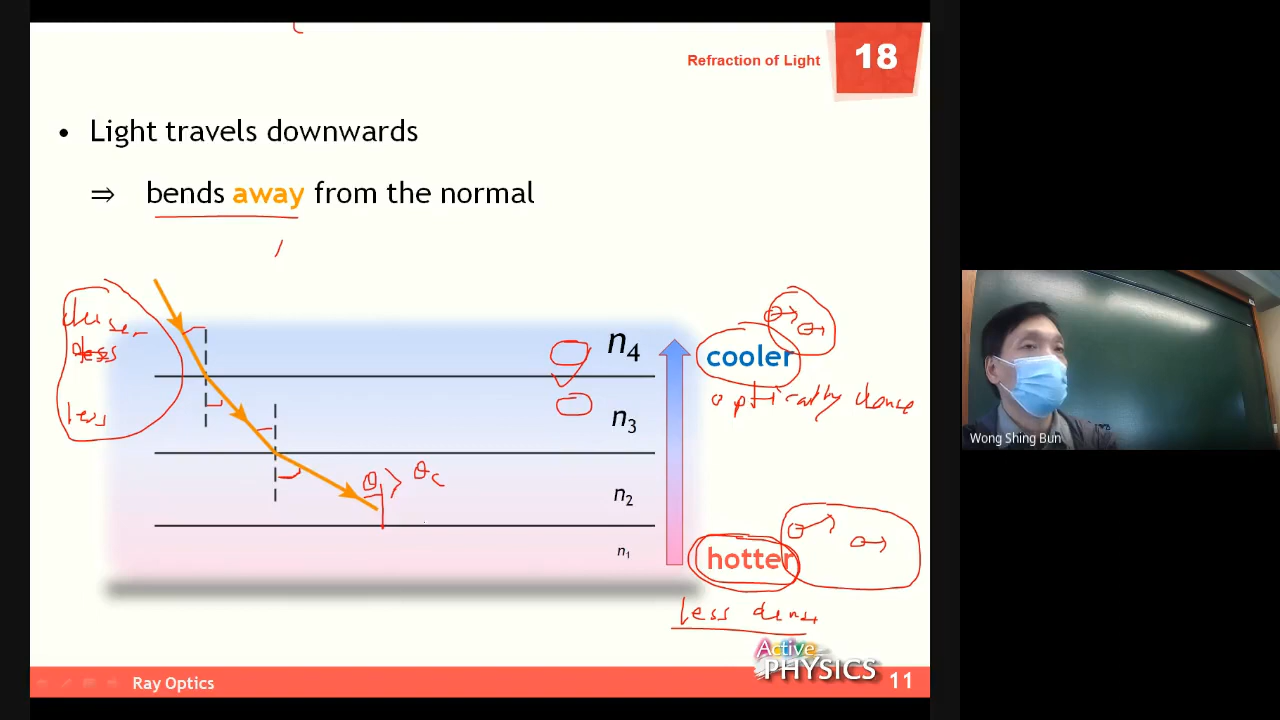 Refraction of Light
18
• Light travels downwards
⇒ bends away from the normal
denser
less
less
n4
cooler
optically dense
n3
θ > θc
n2
hotter
n1
less dense
Active
PHYSICS
Ray Optics
11
Wong Shing Bun